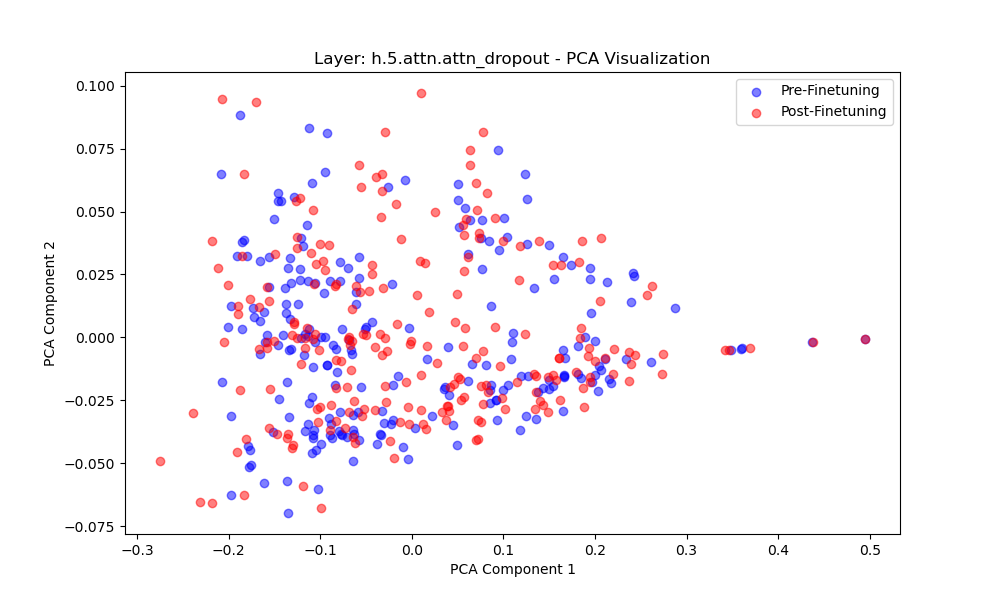 Layer: h.5.attn.attn_dropout - PCA Visualization
Pre-Finetuning
Post-Finetuning
PCA Component 2
0.100
0.075
0.050
0.025
0.000
−0.025
−0.050
−0.075
−0.3 −0.2 −0.1 0.0 0.1 0.2 0.3 0.4 0.5
PCA Component 1